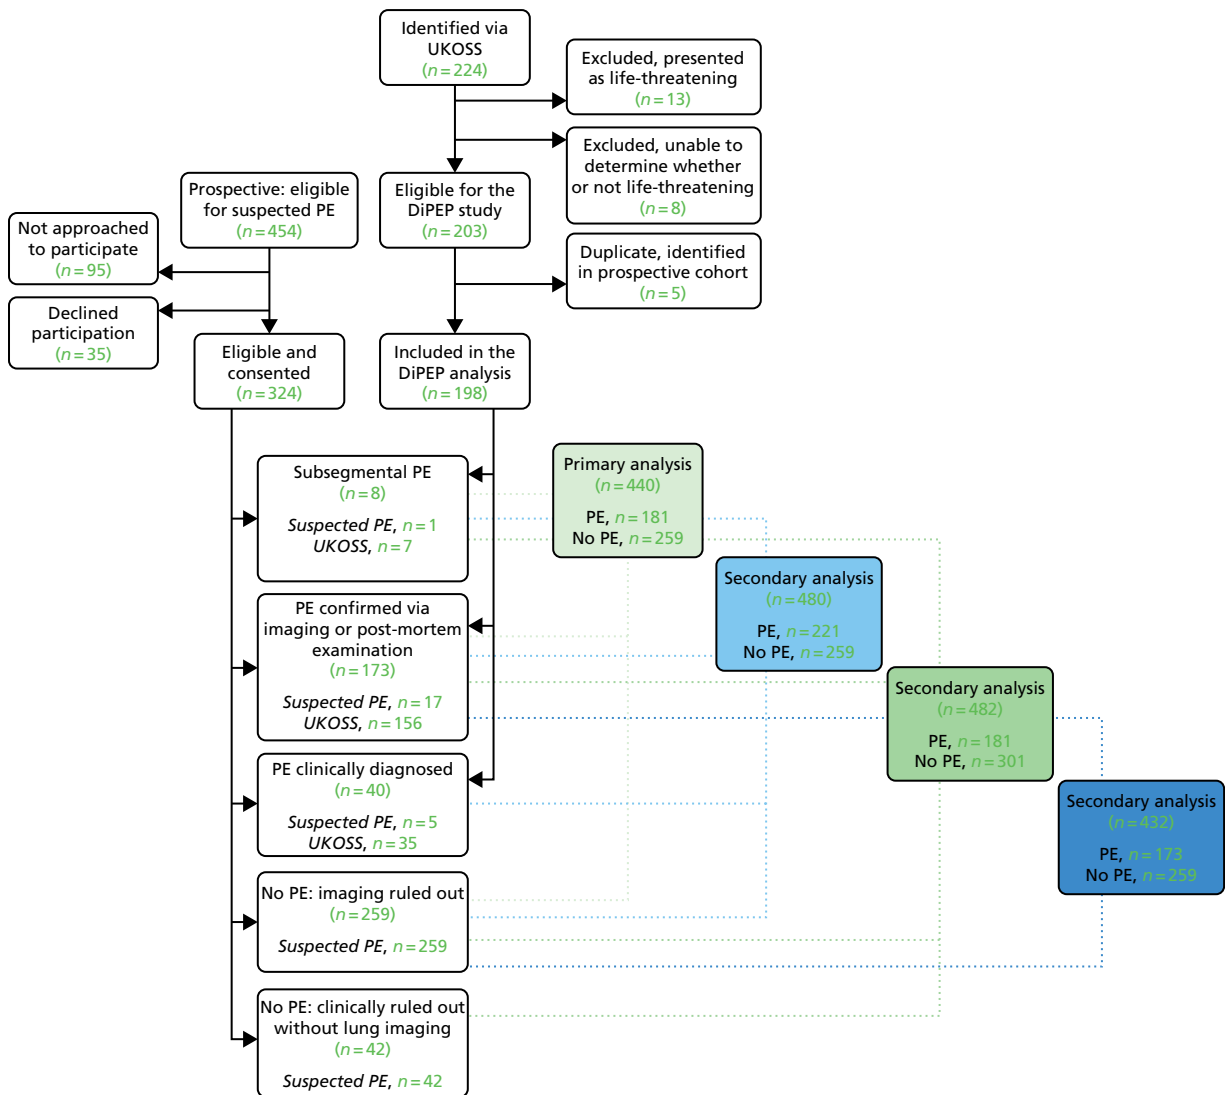 Identified via
UKOSS
(n=224)
Excluded, presented
as life-threatening
(n=13)
Excluded, unable to
determine whether
or not life-threatening
(n=8)
Prospective: eligible
for suspected PE
(n=454)
Eligible for the
DiPEP study
(n=203)
Not approached
to participate
(n=95)
Duplicate, identified
in prospective cohort
(n=5)
Declined
participation
(n=35)
Eligible and
consented
(n=324)
Included in the
DiPEP analysis
(n=198)
Subsegmental PE
(n=8)
Suspected PE, n=1
UKOSS, n=7
Primary analysis
(n=440)
PE, n=181
No PE, n=259
Secondary analysis
(n=480)
PE, n=221
No PE, n=259
PE confirmed via
imaging or post-mortem
examination
(n=173)
Suspected PE, n=17
UKOSS, n=156
Secondary analysis
(n=482)
PE, n=181
No PE, n=301
PE clinically diagnosed
(n=40)
Suspected PE, n=5
UKOSS, n=35
Secondary analysis
(n=432)
PE, n=173
No PE, n=259
No PE: imaging ruled out
(n=259)
Suspected PE, n=259
No PE: clinically ruled out
without lung imaging
(n=42)
Suspected PE, n=42